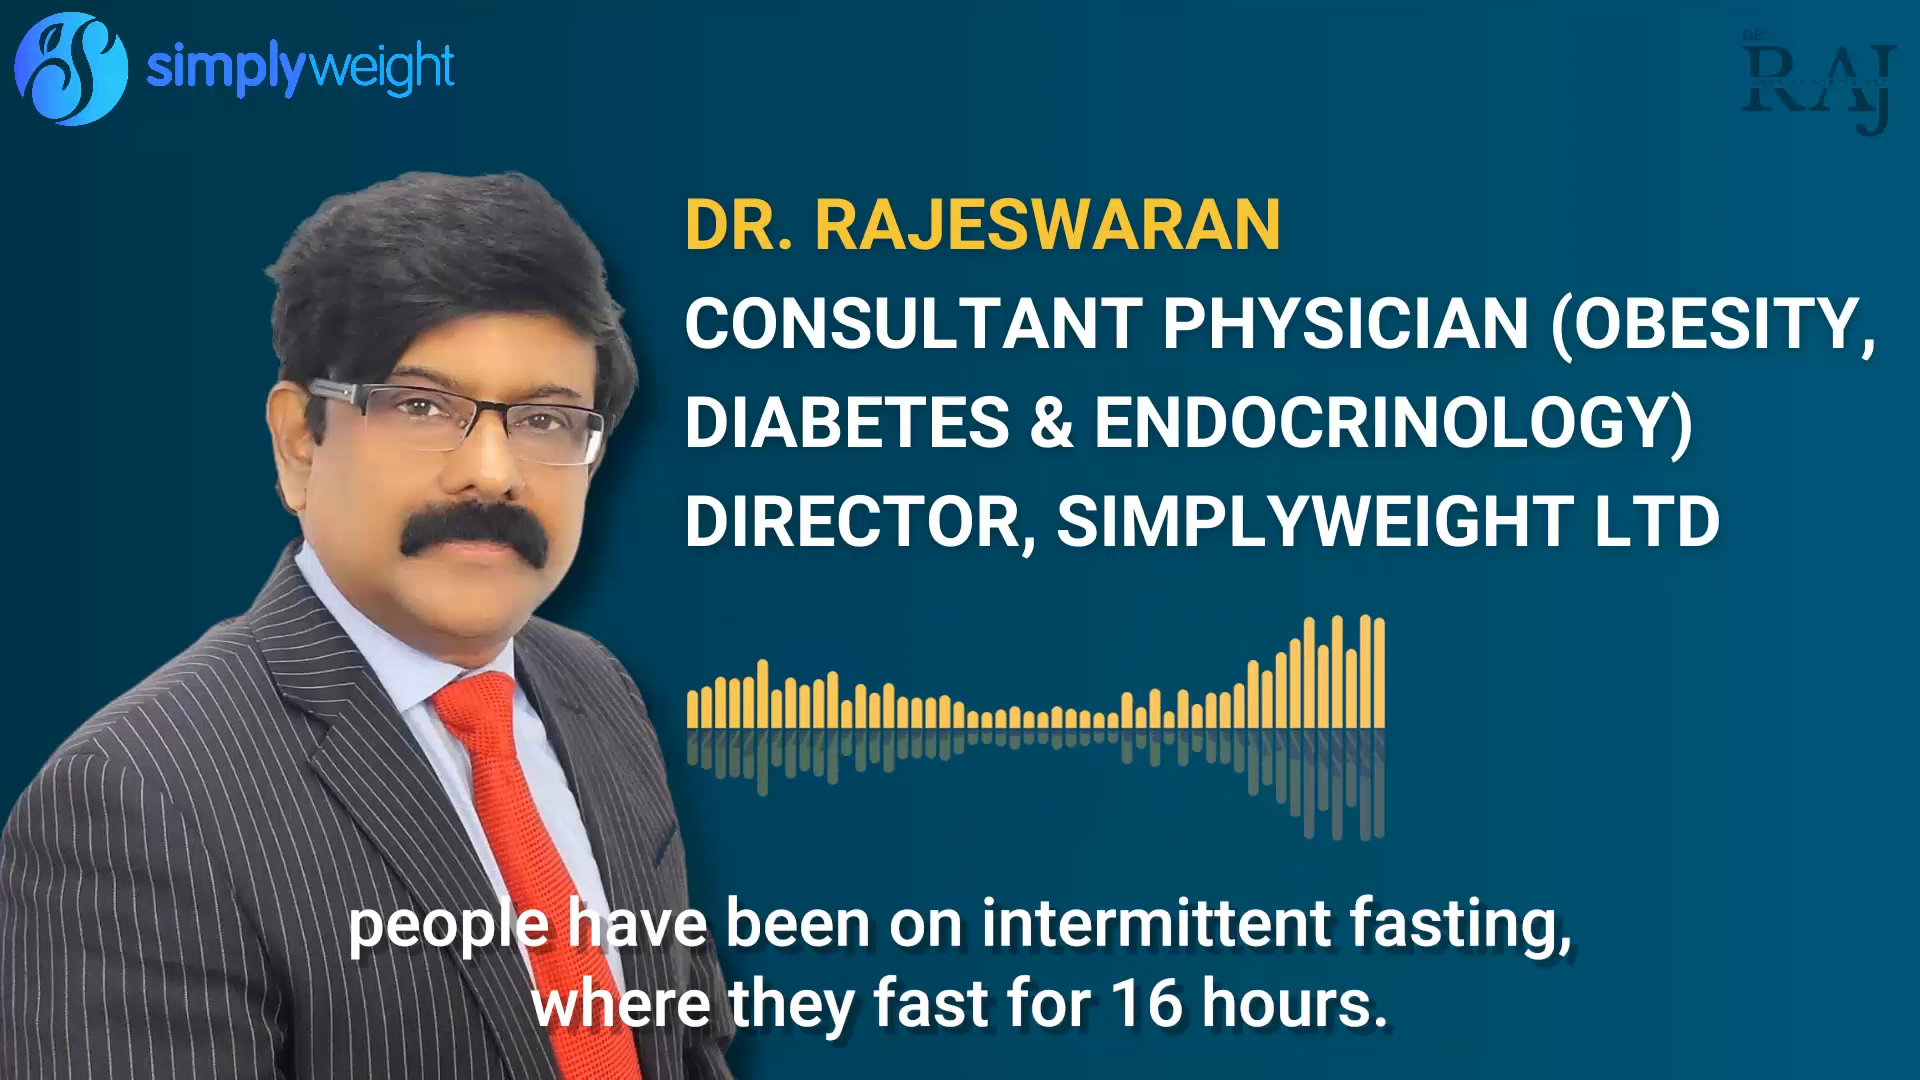 simplyweight
DR.
RAJ
DR. RAJESWARAN
CONSULTANT PHYSICIAN (OBESITY,
DIABETES & ENDOCRINOLOGY)
DIRECTOR, SIMPLYWEIGHT LTD
people have been on intermittent fasting,
where they fast for 16 hours.